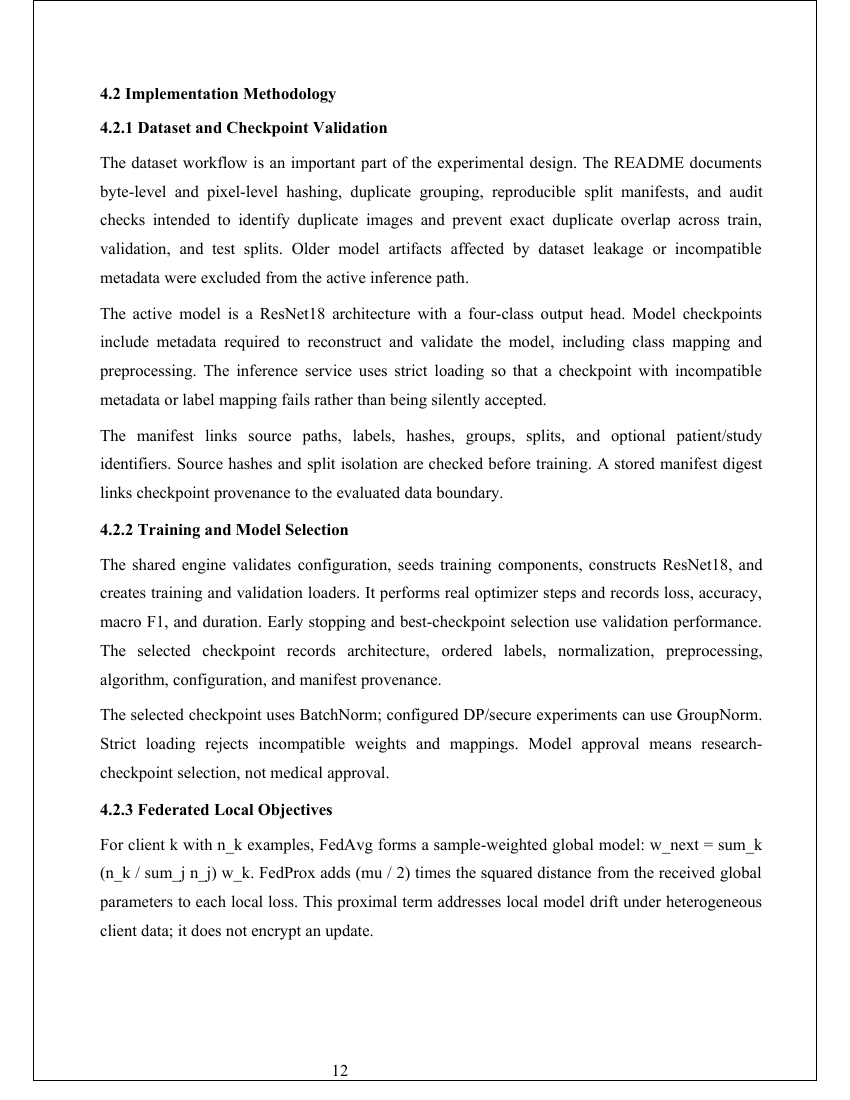 4.2 Implementation Methodology
4.2.1 Dataset and Checkpoint Validation
The dataset workflow is an important part of the experimental design. The README documents
byte-level and pixel-level hashing, duplicate grouping, reproducible split manifests, and audit
checks intended to identify duplicate images and prevent exact duplicate overlap across train,
validation, and test splits. Older model artifacts affected by dataset leakage or incompatible
metadata were excluded from the active inference path.
The active model is a ResNet18 architecture with a four-class output head. Model checkpoints
include metadata required to reconstruct and validate the model, including class mapping and
preprocessing. The inference service uses strict loading so that a checkpoint with incompatible
metadata or label mapping fails rather than being silently accepted.
The manifest links source paths, labels, hashes, groups, splits, and optional patient/study
identifiers. Source hashes and split isolation are checked before training. A stored manifest digest
links checkpoint provenance to the evaluated data boundary.
4.2.2 Training and Model Selection
The shared engine validates configuration, seeds training components, constructs ResNet18, and
creates training and validation loaders. It performs real optimizer steps and records loss, accuracy,
macro F1, and duration. Early stopping and best-checkpoint selection use validation performance.
The selected checkpoint records architecture, ordered labels, normalization, preprocessing,
algorithm, configuration, and manifest provenance.
The selected checkpoint uses BatchNorm; configured DP/secure experiments can use GroupNorm.
Strict loading rejects incompatible weights and mappings. Model approval means research-
checkpoint selection, not medical approval.
4.2.3 Federated Local Objectives
For client k with n_k examples, FedAvg forms a sample-weighted global model: w_next = sum_k
(n_k / sum_j n_j) w_k. FedProx adds (mu / 2) times the squared distance from the received global
parameters to each local loss. This proximal term addresses local model drift under heterogeneous
client data; it does not encrypt an update.
12